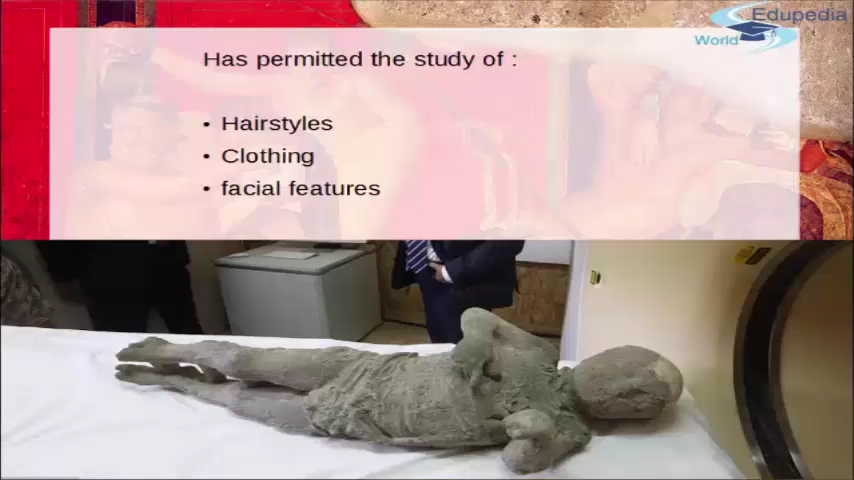 Edupedia
World
Has permitted the study of :
• Hairstyles
• Clothing
• facial features